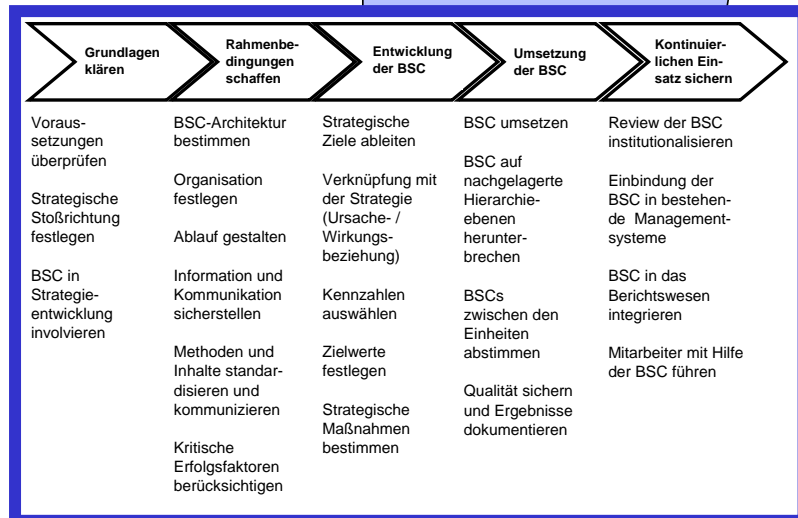 Grundlagen
klären
Rahmenbe-
dingungen
schaffen
Entwicklung
der BSC
Umsetzung
der BSC
Kontinuier-
lichen Ein-
satz sichern
Voraus-
setzungen
überprüfen
Strategische
Stoßrichtung
festlegen
BSC in
Strategie-
entwicklung
involvieren
BSC-Architektur
bestimmen
Organisation
festlegen
Ablauf gestalten
Information und
Kommunikation
sicherstellen
Methoden und
Inhalte standar-
disieren und
kommunizieren
Kritische
Erfolgsfaktoren
berücksichtigen
Strategische
Ziele ableiten
Verknüpfung mit
der Strategie
(Ursache- /
Wirkungs-
beziehung)
Kennzahlen
auswählen
Zielwerte
festlegen
Strategische
Maßnahmen
bestimmen
BSC umsetzen
BSC auf
nachgelagerte
Hierarchie-
ebenen
herunter-
brechen
BSCs
zwischen den
Einheiten
abstimmen
Qualität sichern
und Ergebnisse
dokumentieren
Review der BSC
institutionalisieren
Einbindung der
BSC in bestehen-
de Management-
systeme
BSC in das
Berichtswesen
integrieren
Mitarbeiter mit Hilfe
der BSC führen